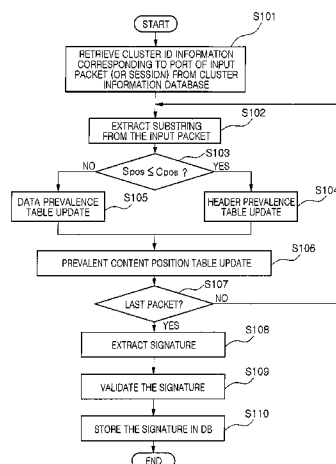 START
S101
RETRIEVE CLUSTER ID INFORMATION
CORRESPONDING TO PORT OF INPUT
PACKET (OR SESSION) FROM CLUSTER
INFORMATION DATABASE
S102
EXTRACT SUBSTRING
FROM THE INPUT PACKET
S103
NO
Spos ≤ Cpos ?
YES
S105
S104
DATA PREVALENCE
TABLE UPDATE
HEADER PREVALENCE
TABLE UPDATE
S106
PREVALENT CONTENT POSITION TABLE UPDATE
S107
LAST PACKET?
NO
YES
S108
EXTRACT SIGNATURE
S109
VALIDATE THE SIGNATURE
S110
STORE THE SIGNATURE IN DB
END